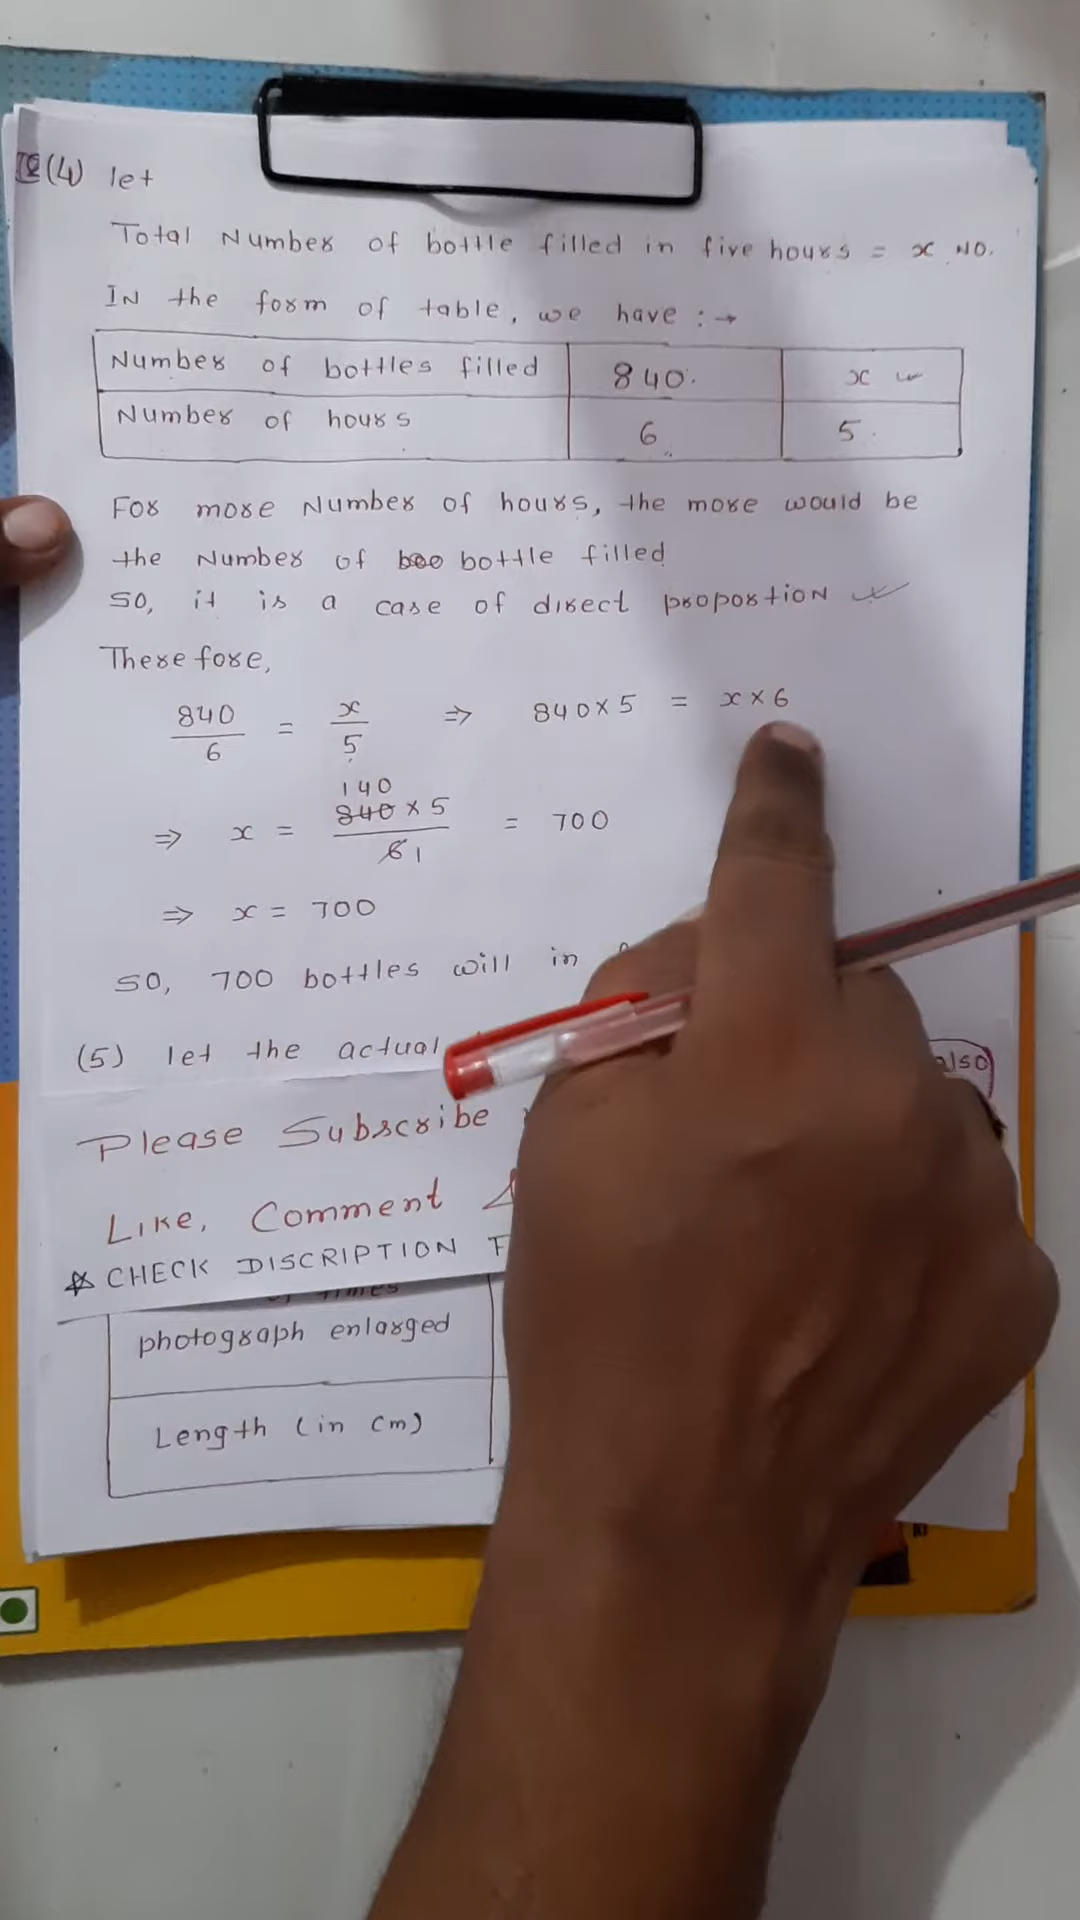 (4) let
Total Number of bottle filled in five hours = x NO.
IN the form of table, we have : →
Number of bottles filled 840. x
Number of hours 6 5
For more Number of hours, the more would be
the Number of boo bottle filled
SO, it is a case of direct proportion
Therefore,
840/6 = x/5 ⇒ 840 × 5 = x × 6
140
⇒ x = 840 × 5 / 6 1 = 700
⇒ x = 700
SO, 700 bottles will in
(5) let the actual
also
Please Subscribe
Like, Comment
CHECK DISCRIPTION
Times
photograph enlarged
Length (in cm)